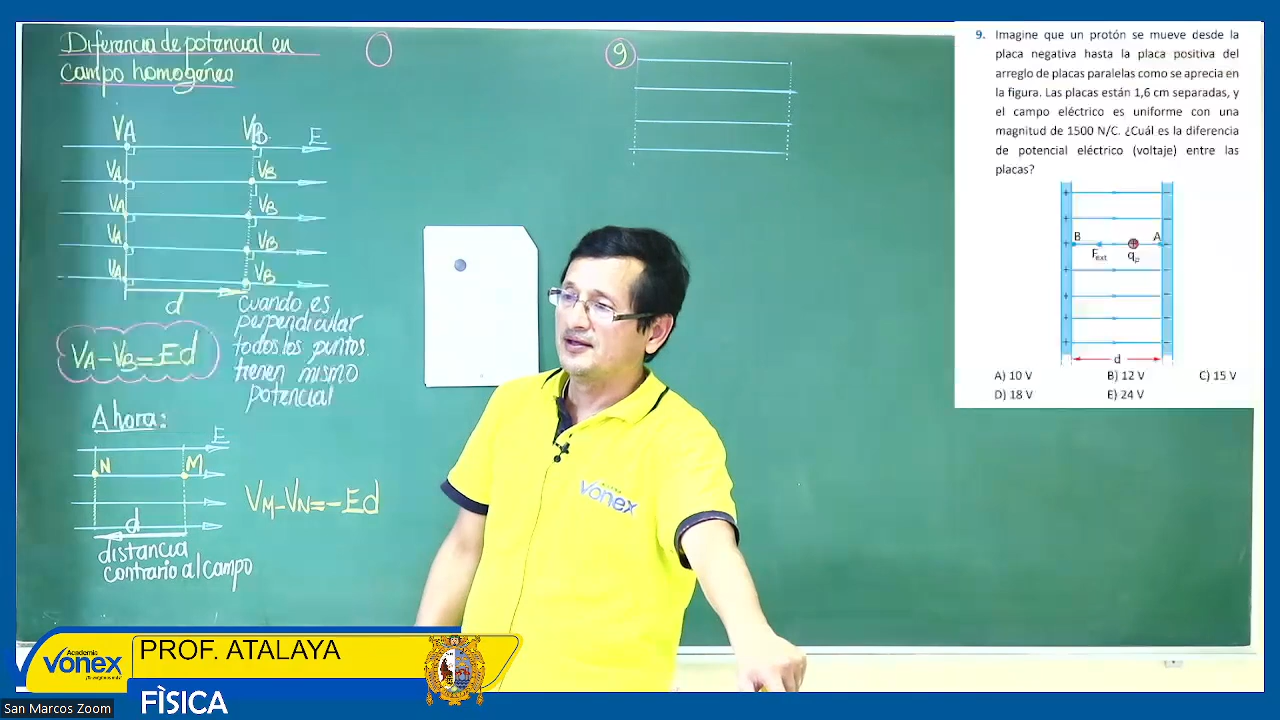 Diferencia de potencial en
campo homogéneo
VA
VB
E
VA
VB
VA
VB
VA
VB
VA
VB
d
VA-VB=Ed
cuando es
perpendicular
todos los puntos
tienen mismo
potencial
Ahora:
E
N
M
d
distancia
contrario al campo
VM-VN=-Ed
9
9. Imagine que un protón se mueve desde la
placa negativa hasta la placa positiva del
arreglo de placas paralelas como se aprecia en
la figura. Las placas están 1,6 cm separadas, y
el campo eléctrico es uniforme con una
magnitud de 1500 N/C. ¿Cuál es la diferencia
de potencial eléctrico (voltaje) entre las
placas?
B
A
Fext
qp
d
A) 10 V B) 12 V C) 15 V
D) 18 V E) 24 V
vonex
Academia
vonex
PROF. ATALAYA
FÌSICA
San Marcos Zoom